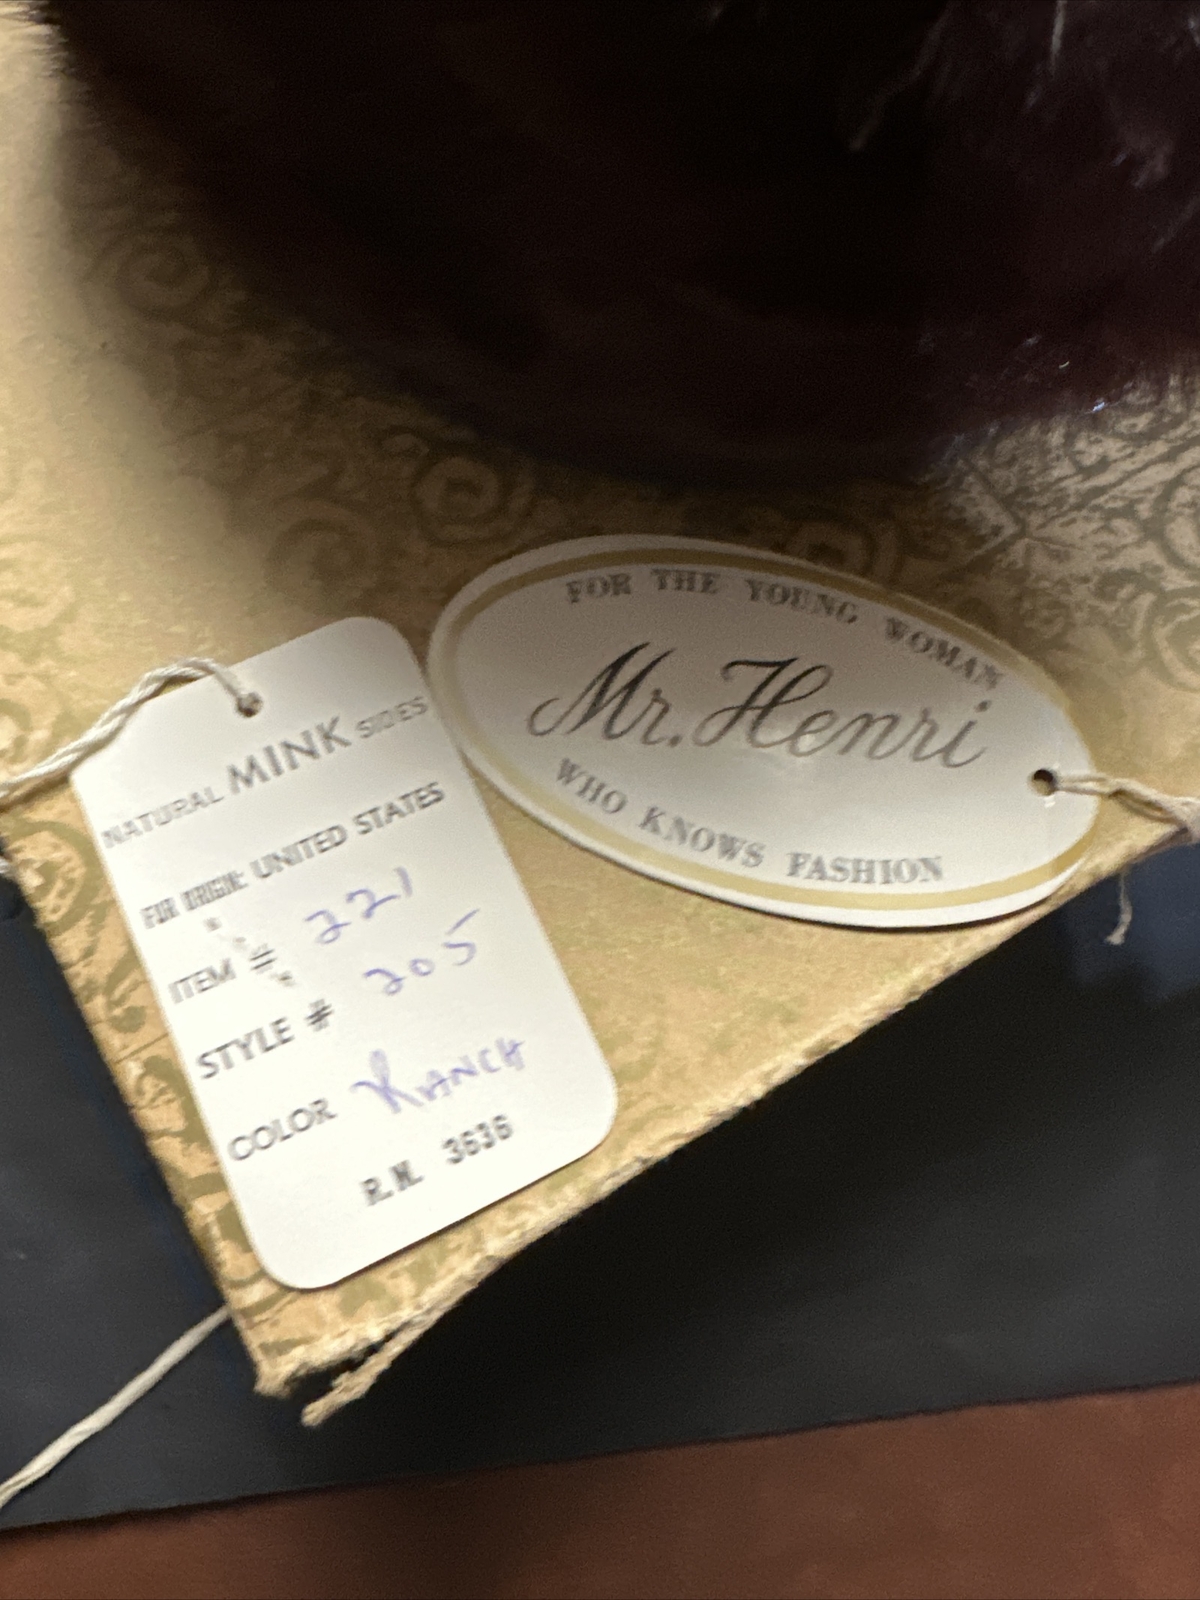 NATURAL MINK SIDES
FUR ORIGIN: UNITED STATES
ITEM # 221
STYLE # 205
COLOR RANCH
R.N. 3636
FOR THE YOUNG WOMAN
Mr. Henri
WHO KNOWS FASHION